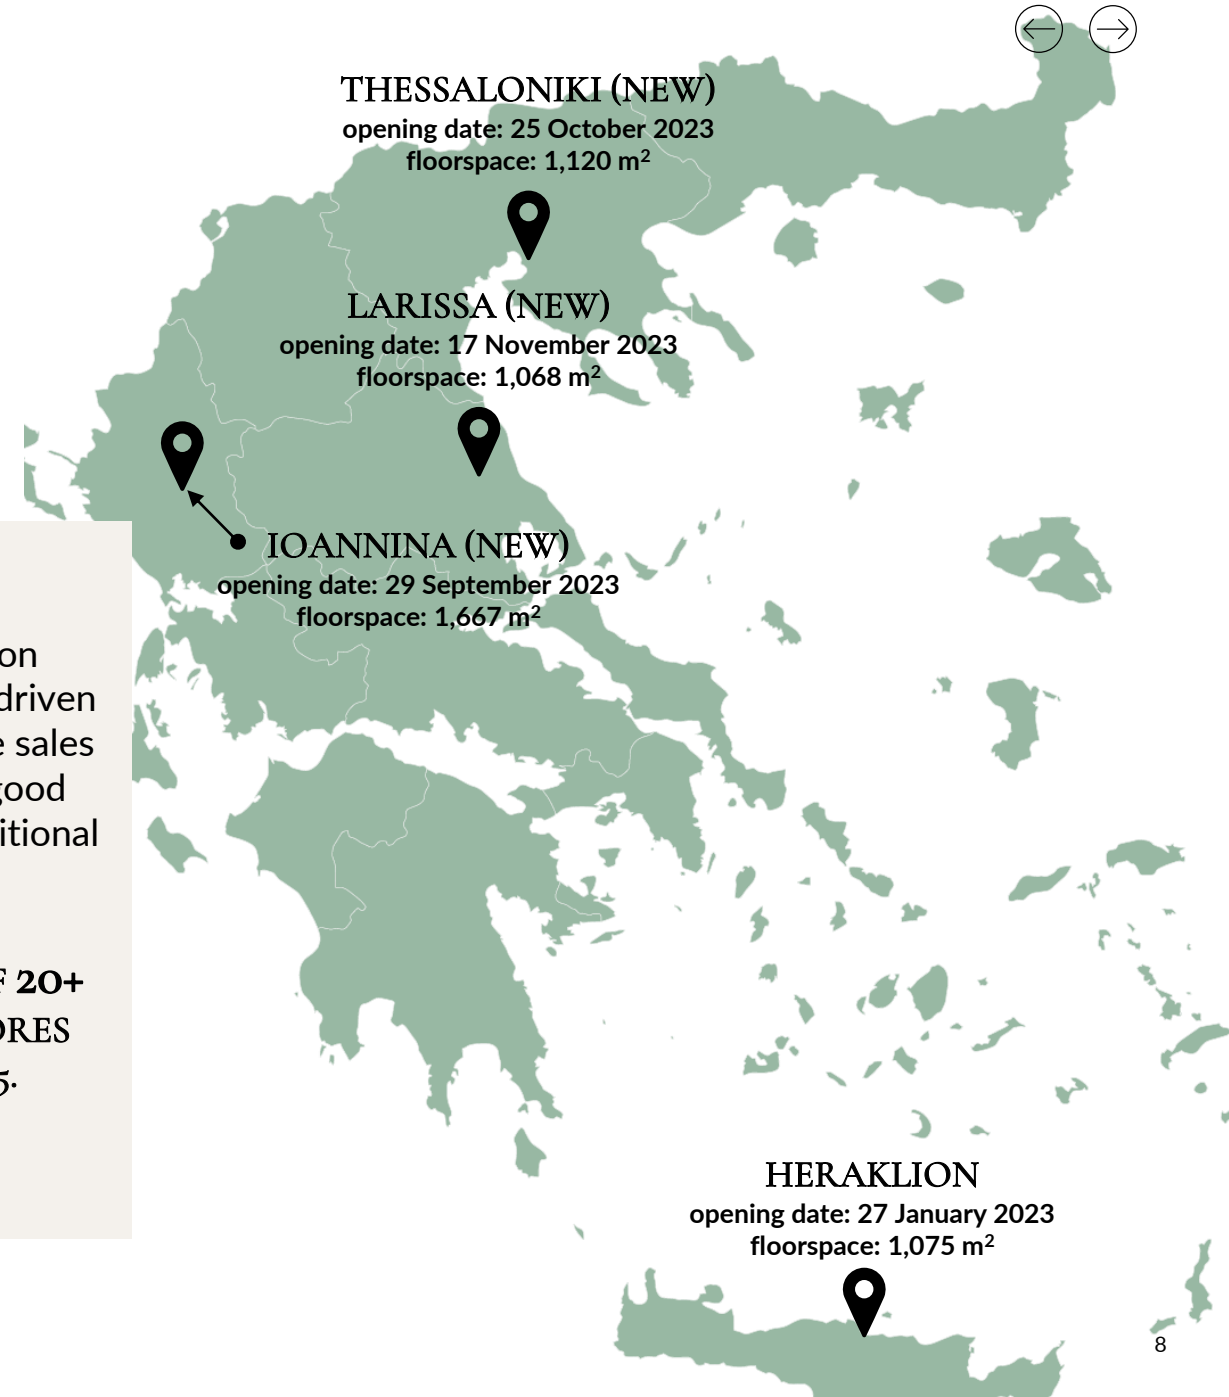 THESSALONIKI (NEW)
opening date: 25 October 2023
floorspace: 1,120 m²
LARISSA (NEW)
opening date: 17 November 2023
floorspace: 1,068 m²
IOANNINA (NEW)
opening date: 29 September 2023
floorspace: 1,667 m²
on
driven
sales
good
20+
HERAKLION
opening date: 27 January 2023
floorspace: 1,075 m²
8